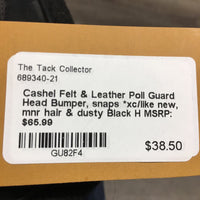 The Tack Collector
689340-21
Cashel Felt & Leather Poll Guard
Head Bumper, snaps *xc/like new,
mnr hair & dusty Black H MSRP:
$65.99
$38.50
GU82F4